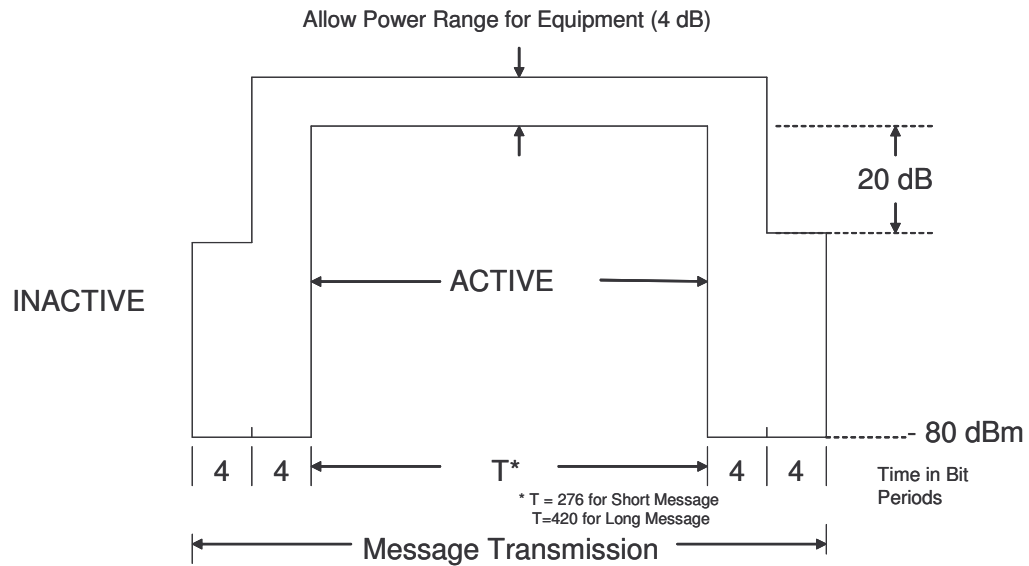 Allow Power Range for Equipment (4 dB)
20 dB
ACTIVE
INACTIVE
- 80 dBm
4 4 T* 4 4
Time in Bit
Periods
* T = 276 for Short Message
T=420 for Long Message
Message Transmission